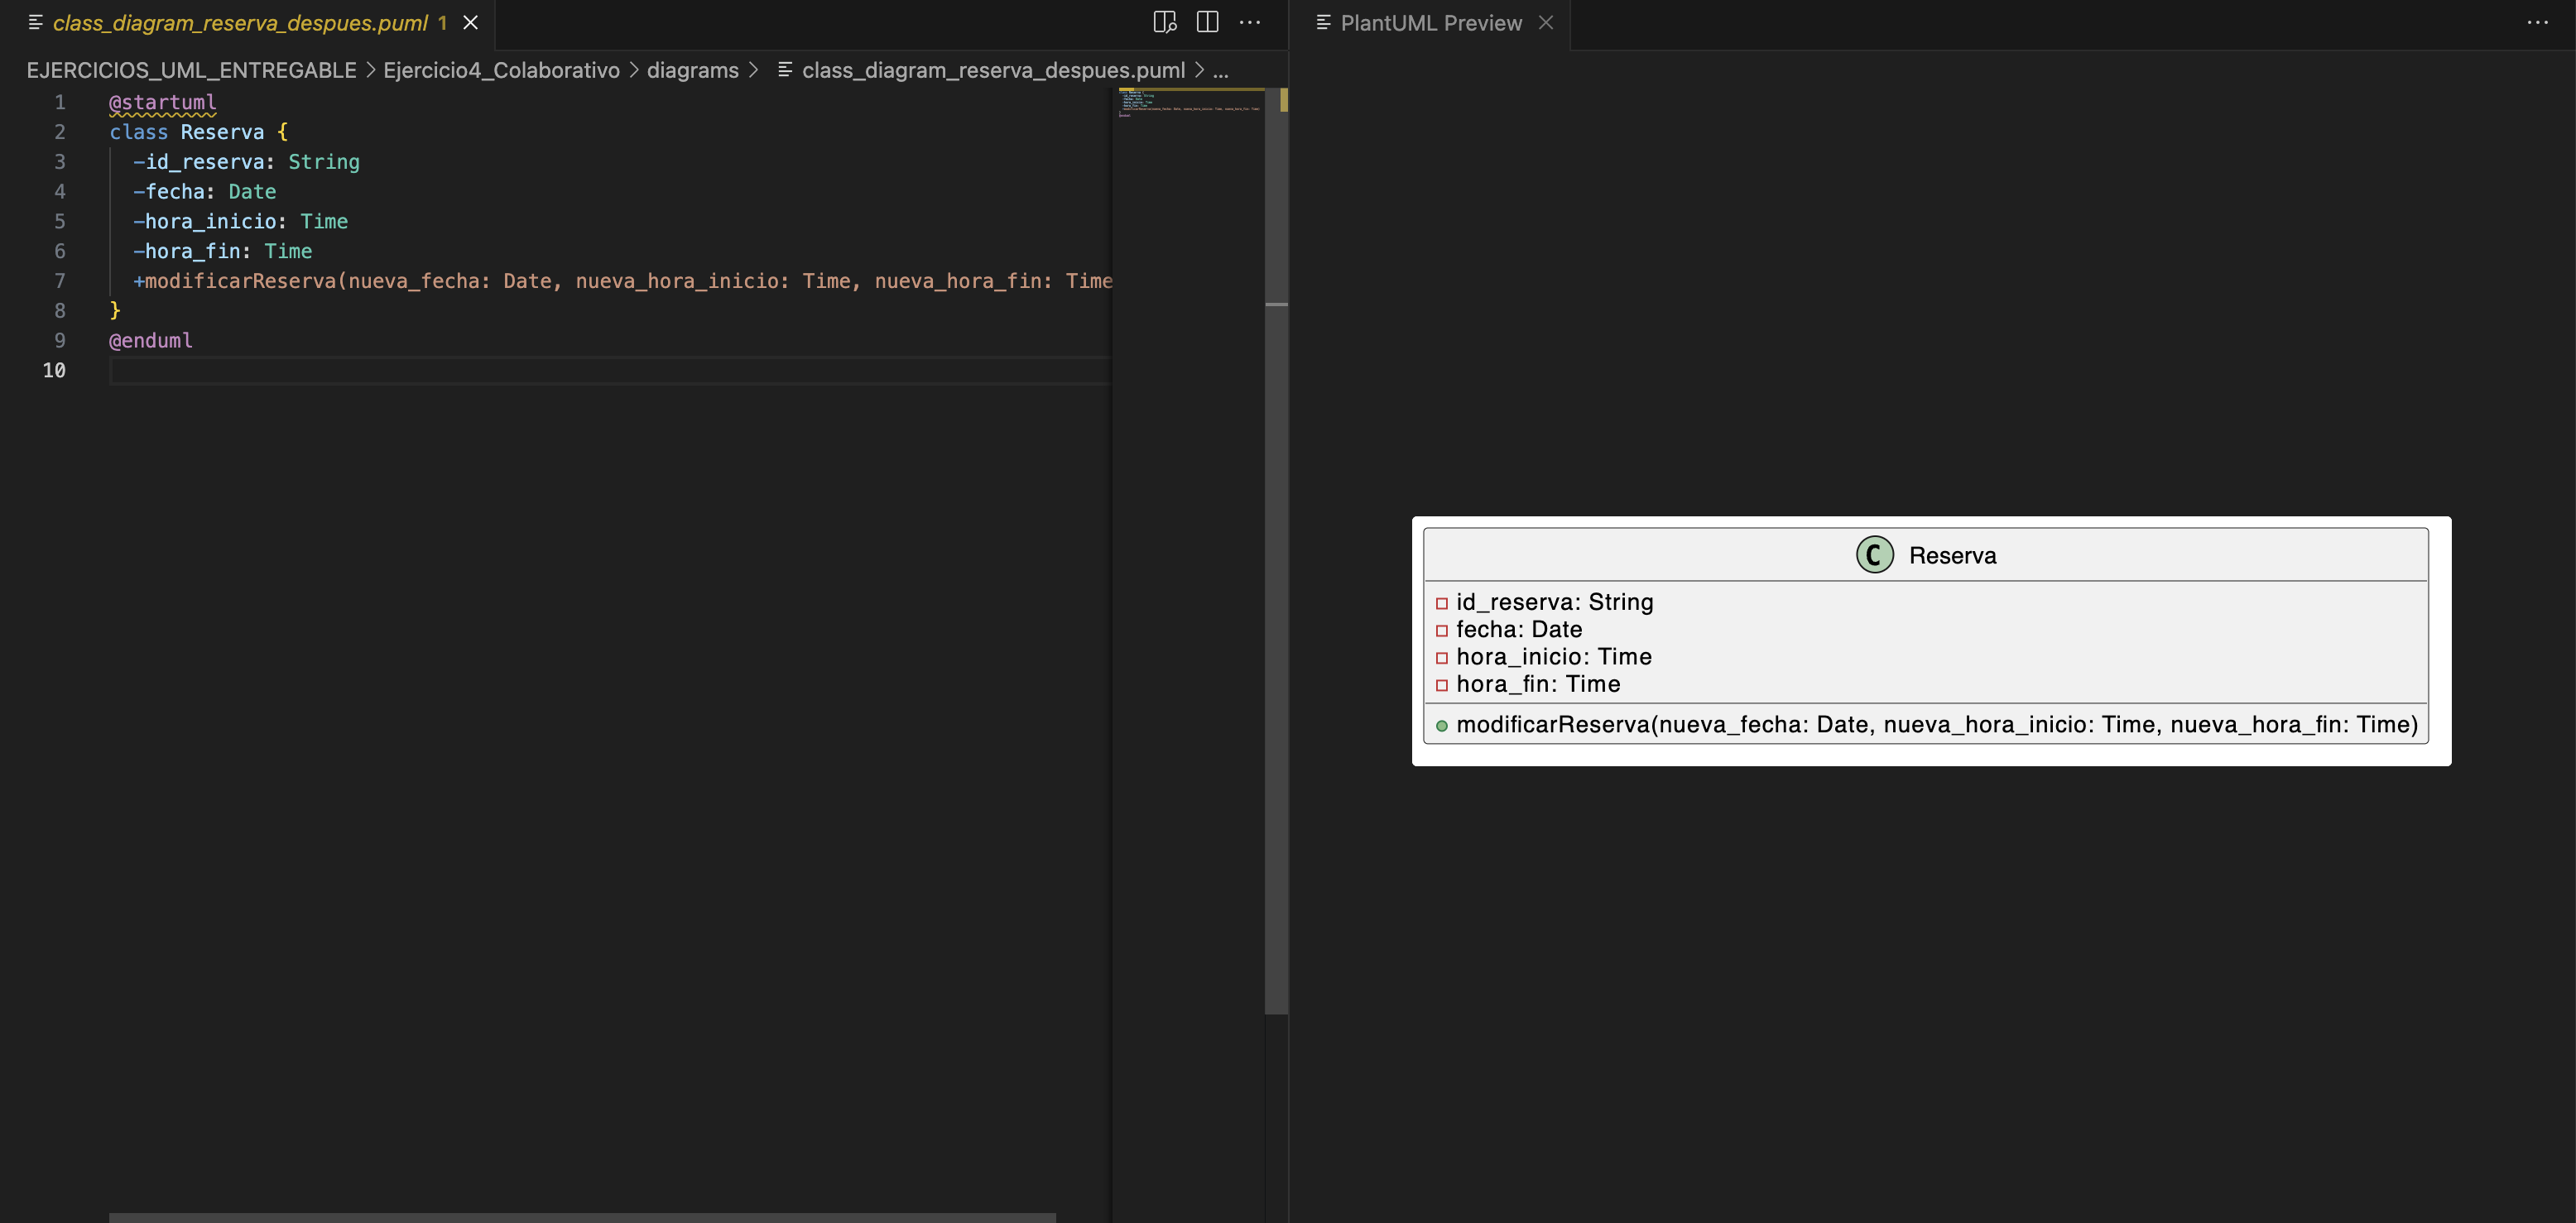 class_diagram_reserva_despues.puml 1
EJERCICIOS_UML_ENTREGABLE > Ejercicio4_Colaborativo > diagrams > class_diagram_reserva_despues.puml > ...
1 @startuml
2 class Reserva {
3 -id_reserva: String
4 -fecha: Date
5 -hora_inicio: Time
6 -hora_fin: Time
7 +modificarReserva(nueva_fecha: Date, nueva_hora_inicio: Time, nueva_hora_fin: Time
8 }
9 @enduml
10
PlantUML Preview
C Reserva
id_reserva: String
fecha: Date
hora_inicio: Time
hora_fin: Time
modificarReserva(nueva_fecha: Date, nueva_hora_inicio: Time, nueva_hora_fin: Time)